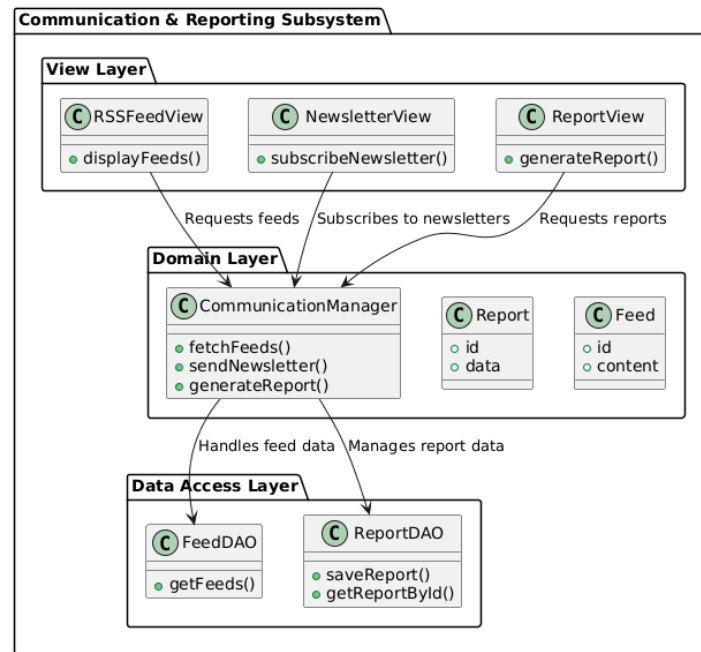 Communication & Reporting Subsystem
View Layer
C RSSFeedView
displayFeeds()
C NewsletterView
subscribeNewsletter()
C ReportView
generateReport()
Requests feeds
Subscribes to newsletters
Requests reports
Domain Layer
C CommunicationManager
fetchFeeds()
sendNewsletter()
generateReport()
C Report
id
data
C Feed
id
content
Handles feed data
Manages report data
Data Access Layer
C FeedDAO
getFeeds()
C ReportDAO
saveReport()
getReportById()